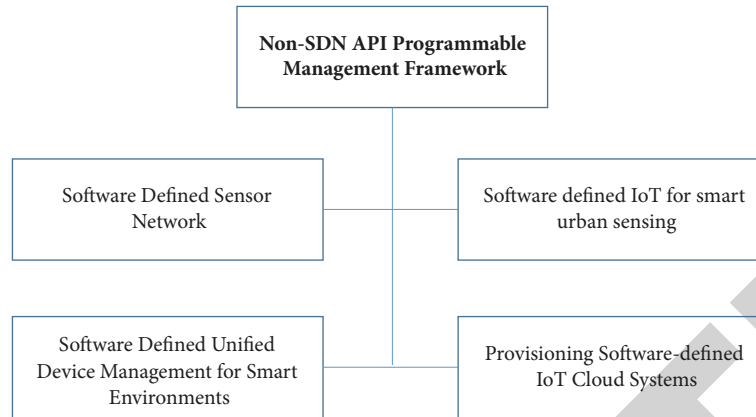 Non-SDN API Programmable
Management Framework
Software Defined Sensor
Network
Software defined IoT for smart
urban sensing
Software Defined Unified
Device Management for Smart
Environments
Provisioning Software-defined
IoT Cloud Systems